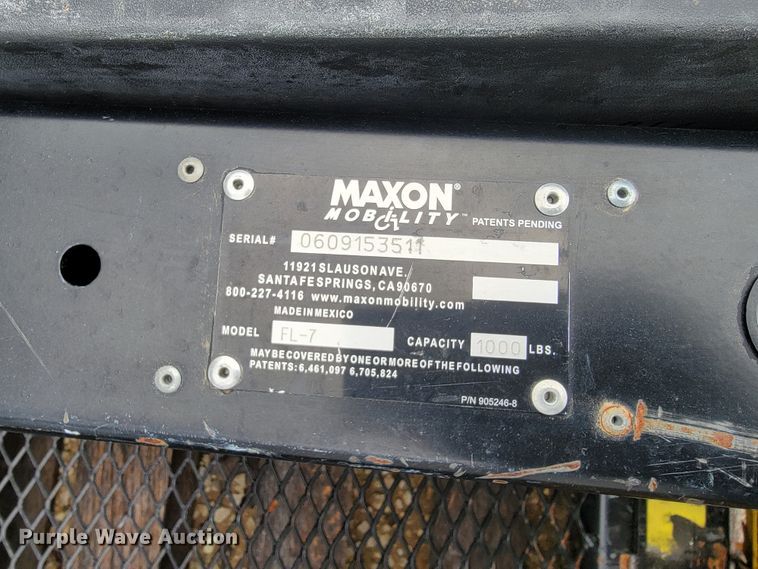 MAXON®
MOBILITY™
PATENTS PENDING
SERIAL# 0609153511
11921 SLAUSON AVE.
SANTA FE SPRINGS, CA 90670
800-227-4116 www.maxonmobility.com
MADE IN MEXICO
MODEL FL-7 CAPACITY 1000 LBS.
MAY BE COVERED BY ONE OR MORE OF THE FOLLOWING
PATENTS: 6,461,097 6,705,824
P/N 905246-8
Purple Wave Auction